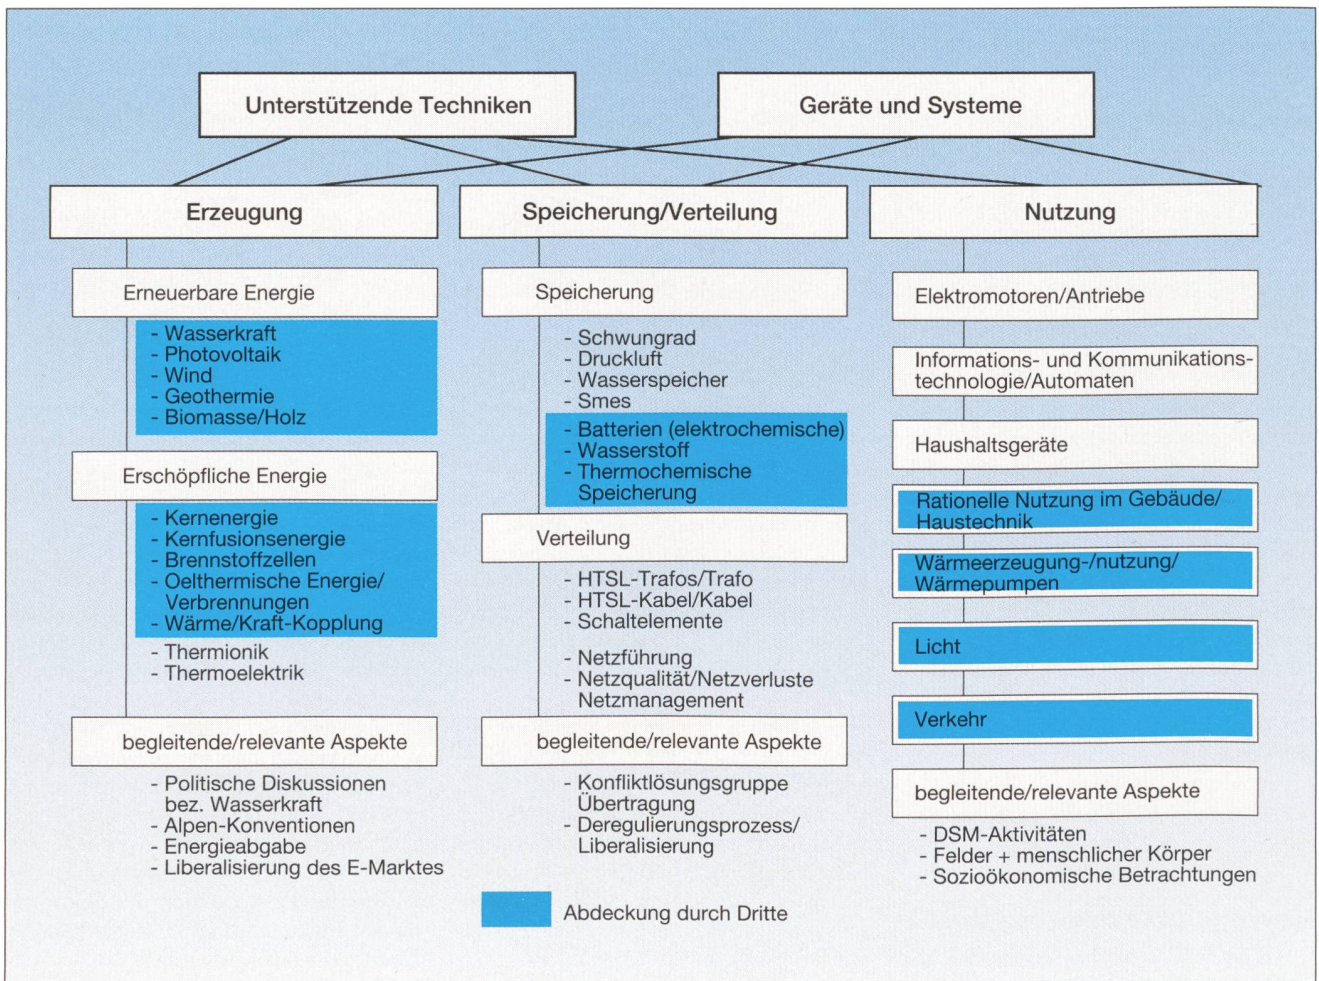 Unterstützende Techniken
Geräte und Systeme
Erzeugung
Erneuerbare Energie
- Wasserkraft
- Photovoltaik
- Wind
- Geothermie
- Biomasse/Holz
Erschöpfliche Energie
- Kernenergie
- Kernfusionsenergie
- Brennstoffzellen
- Oelthermische Energie/
Verbrennungen
- Wärme/Kraft-Kopplung
- Thermionik
- Thermoelektrik
begleitende/relevante Aspekte
- Politische Diskussionen
bez. Wasserkraft
- Alpen-Konventionen
- Energieabgabe
- Liberalisierung des E-Marktes
Speicherung/Verteilung
Speicherung
- Schwungrad
- Druckluft
- Wasserspeicher
- Smes
- Batterien (elektrochemische)
- Wasserstoff
- Thermochemische
Speicherung
Verteilung
- HTSL-Trafos/Trafo
- HTSL-Kabel/Kabel
- Schaltelemente
- Netzführung
- Netzqualität/Netzverluste
Netzmanagement
begleitende/relevante Aspekte
- Konfliktlösungsgruppe
Übertragung
- Deregulierungsprozess/
Liberalisierung
Nutzung
Elektromotoren/Antriebe
Informations- und Kommunikations-
technologie/Automaten
Haushaltsgeräte
Rationelle Nutzung im Gebäude/
Haustechnik
Wärmeerzeugung-/nutzung/
Wärmepumpen
Licht
Verkehr
begleitende/relevante Aspekte
- DSM-Aktivitäten
- Felder + menschlicher Körper
- Sozioökonomische Betrachtungen
Abdeckung durch Dritte